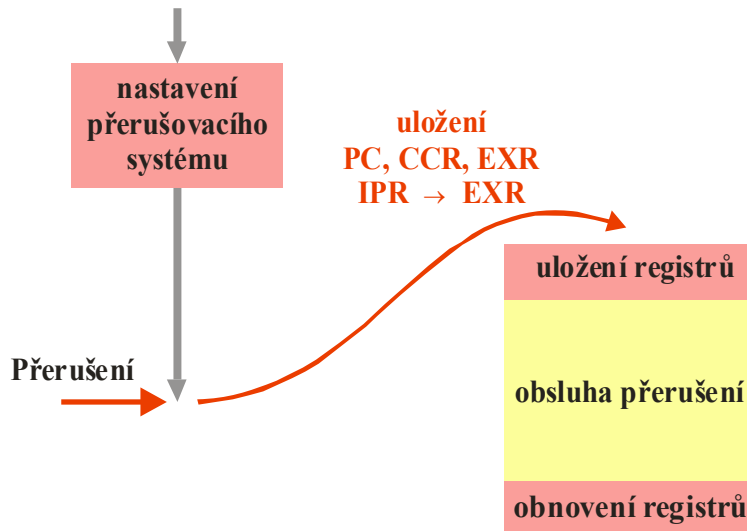 nastavení
přerušovacího
systému
uložení
PC, CCR, EXR
IPR → EXR
uložení registrů
Přerušení
obsluha přerušení
obnovení registrů